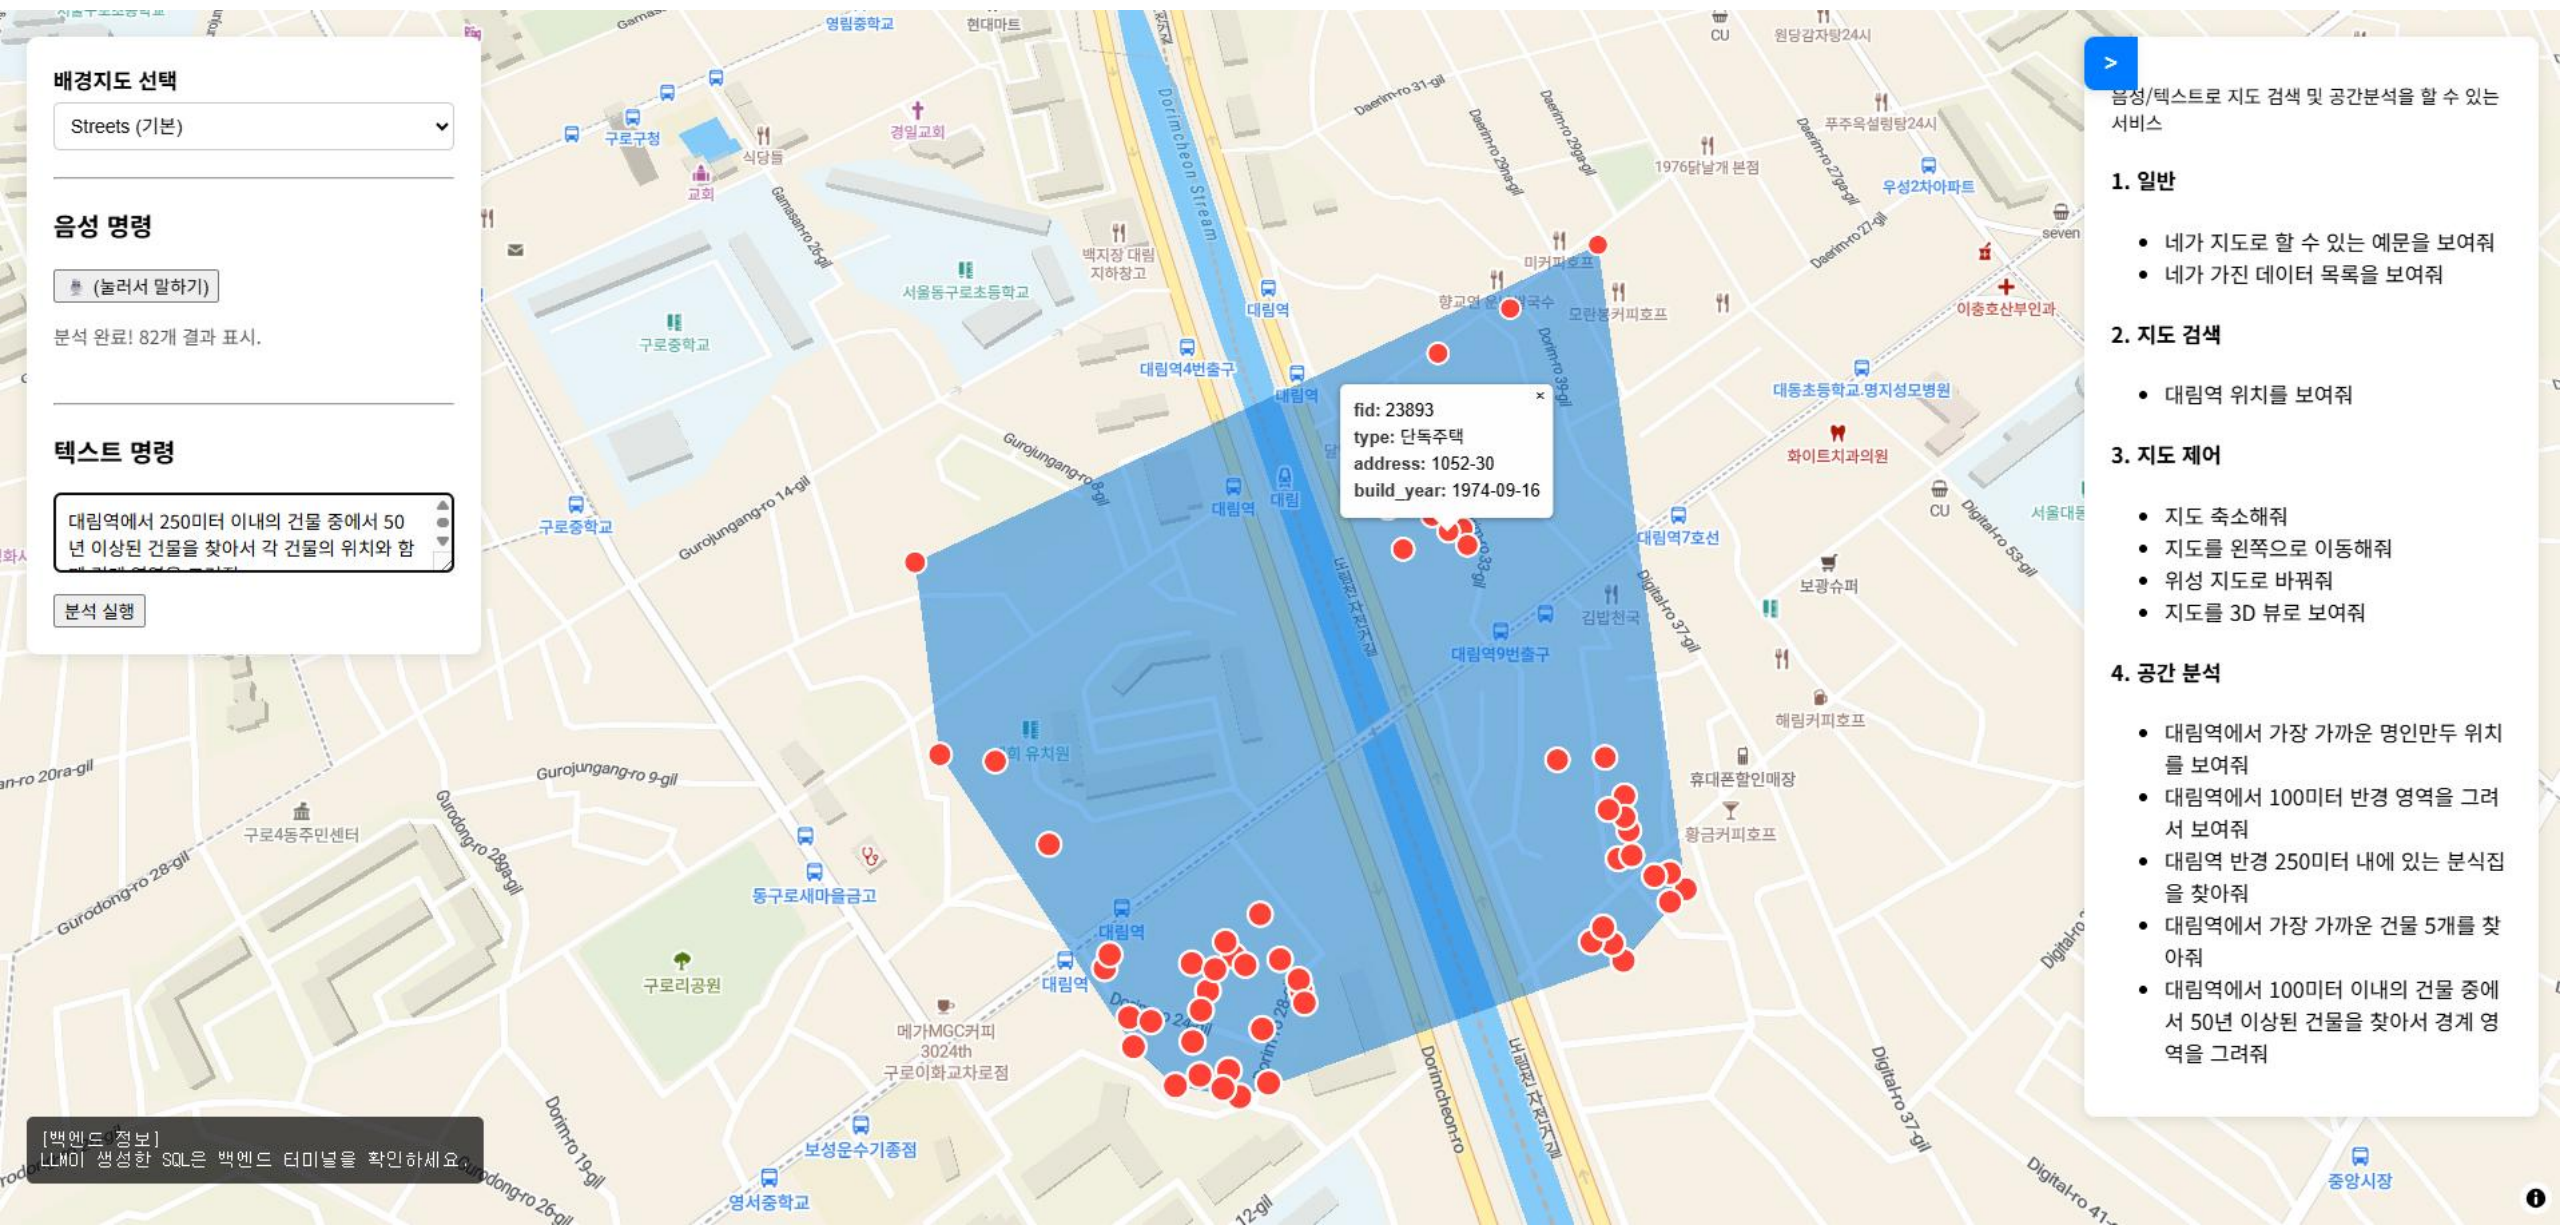 배경지도 선택
Streets (기본)
음성 명령
(눌러서 말하기)
분석 완료! 82개 결과 표시.
텍스트 명령
대림역에서 250미터 이내의 건물 중에서 50
년 이상된 건물을 찾아서 각 건물의 위치와 함
분석 실행
[백엔드 정보]
LLM이 생성한 SQL은 백엔드 터미널을 확인하세요.
영림중학교
현대마트
CU
원당감자탕24시
Daerim-ro 31-gil
Daerim-ro 29na-gil
Daerim-ro 29ga-gil
Daerim-ro 27ga-gil
Daerim-ro 27-gil
푸주옥설렁탕24시
1976닭날개 본점
우성2차아파트
seven
이충호산부인과
구로구청
식당들
교회
경일교회
Gamasan-ro 26-gil
Dorimcheon Stream
백지장 대림
지하창고
서울동구로초등학교
구로중학교
대림역
대림역4번출구
대림역
미커피호프
모란봉커피호프
Dorim-ro 39-gil
대동초등학교.명지성모병원
화이트치과의원
CU
Digital-ro 53-gil
fid: 23893
type: 단독주택
address: 1052-30
build_year: 1974-09-16
×
Gurojungang-ro 8-gil
Gurojungang-ro 14-gil
구로중학교
대림역
대림
대림역7호선
보광슈퍼
김밥천국
Digital-ro 37-gil
대림역9번출구
해림커피호프
휴대폰할인매장
황금커피호프
Gurojungang-ro 9-gil
구로4동주민센터
Gurodong-ro 28-gil
Gurodong-ro 28ga-gil
동구로새마을금고
대림역
대림역
구로리공원
메가MGC커피
3024th
구로이화교차로점
Dorim-ro 19-gil
보성운수기종점
영서중학교
Dorimcheon-ro
Digital-ro 37-gil
Digital-ro 41-
중앙시장
12-gil
>
음성/텍스트로 지도 검색 및 공간분석을 할 수 있는
서비스
1. 일반
• 네가 지도로 할 수 있는 예문을 보여줘
• 네가 가진 데이터 목록을 보여줘
2. 지도 검색
• 대림역 위치를 보여줘
3. 지도 제어
• 지도 축소해줘
• 지도를 왼쪽으로 이동해줘
• 위성 지도로 바꿔줘
• 지도를 3D 뷰로 보여줘
4. 공간 분석
• 대림역에서 가장 가까운 명인만두 위치
를 보여줘
• 대림역에서 100미터 반경 영역을 그려
서 보여줘
• 대림역 반경 250미터 내에 있는 분식집
을 찾아줘
• 대림역에서 가장 가까운 건물 5개를 찾
아줘
• 대림역에서 100미터 이내의 건물 중에
서 50년 이상된 건물을 찾아서 경계 영
역을 그려줘